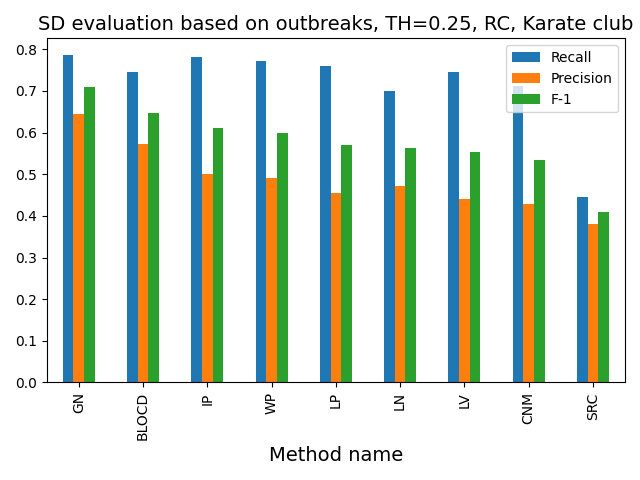 SD evaluation based on outbreaks, TH=0.25, RC, Karate club
0.8
0.7
0.6
0.5
0.4
0.3
0.2
0.1
0.0
Recall
Precision
F-1
GN
BLOCD
IP
WP
LP
LN
LV
CNM
SRC
Method name